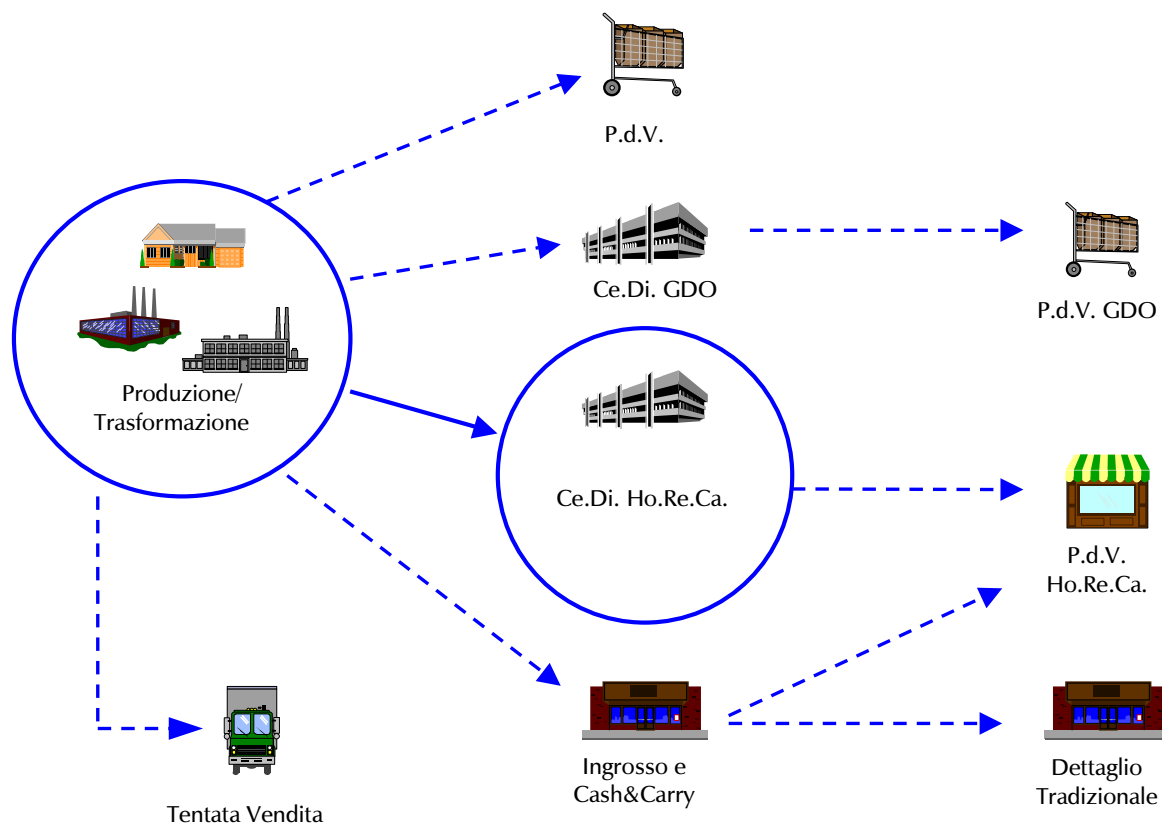 P.d.V.
Ce.Di. GDO
P.d.V. GDO
Produzione/
Trasformazione
Ce.Di. Ho.Re.Ca.
P.d.V.
Ho.Re.Ca.
Ingrosso e
Cash&Carry
Dettaglio
Tradizionale
Tentata Vendita